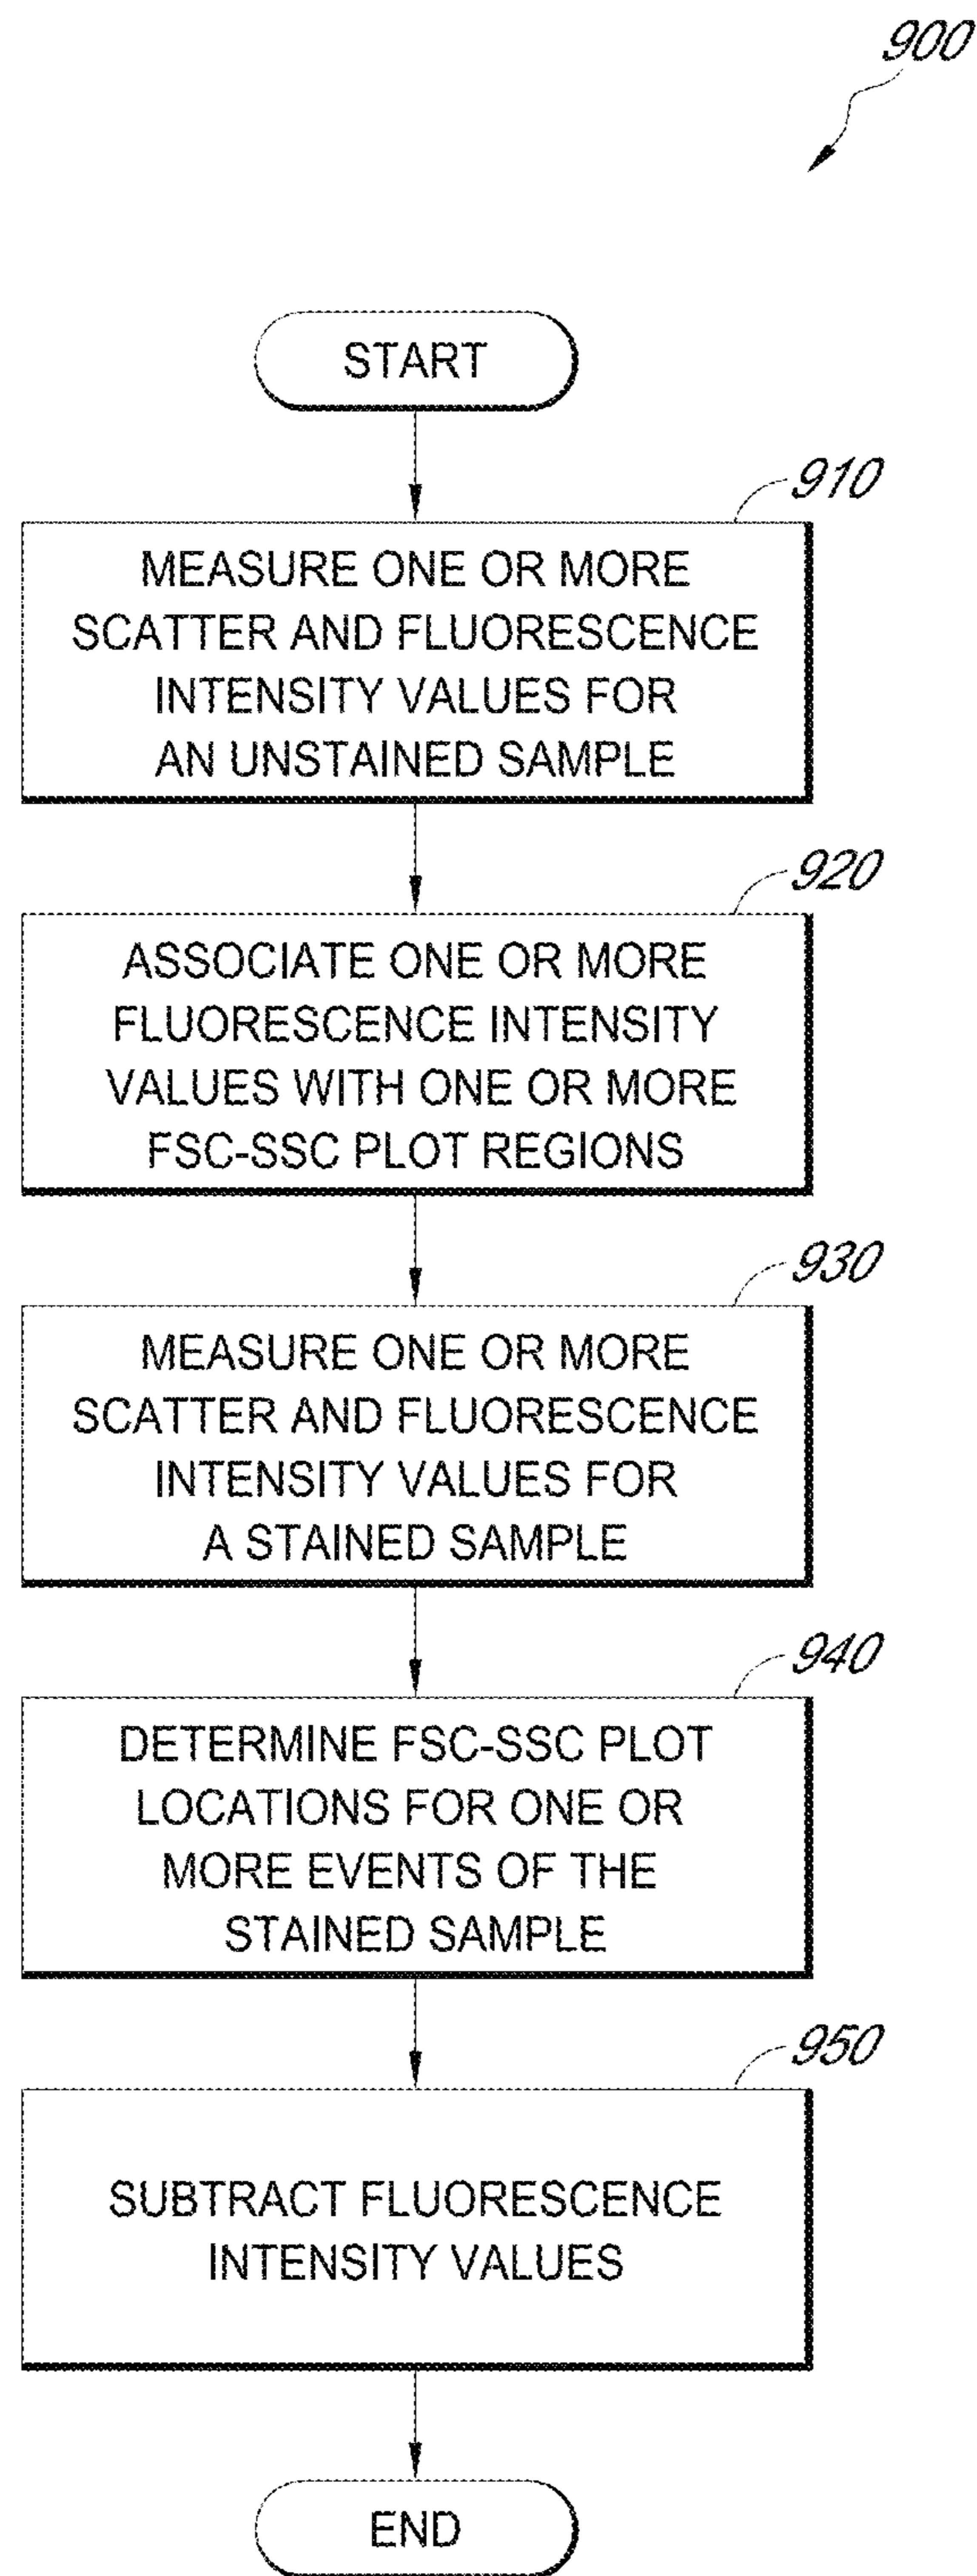 900
START
910
MEASURE ONE OR MORE
SCATTER AND FLUORESCENCE
INTENSITY VALUES FOR
AN UNSTAINED SAMPLE
920
ASSOCIATE ONE OR MORE
FLUORESCENCE INTENSITY
VALUES WITH ONE OR MORE
FSC-SSC PLOT REGIONS
930
MEASURE ONE OR MORE
SCATTER AND FLUORESCENCE
INTENSITY VALUES FOR
A STAINED SAMPLE
940
DETERMINE FSC-SSC PLOT
LOCATIONS FOR ONE OR
MORE EVENTS OF THE
STAINED SAMPLE
950
SUBTRACT FLUORESCENCE
INTENSITY VALUES
END